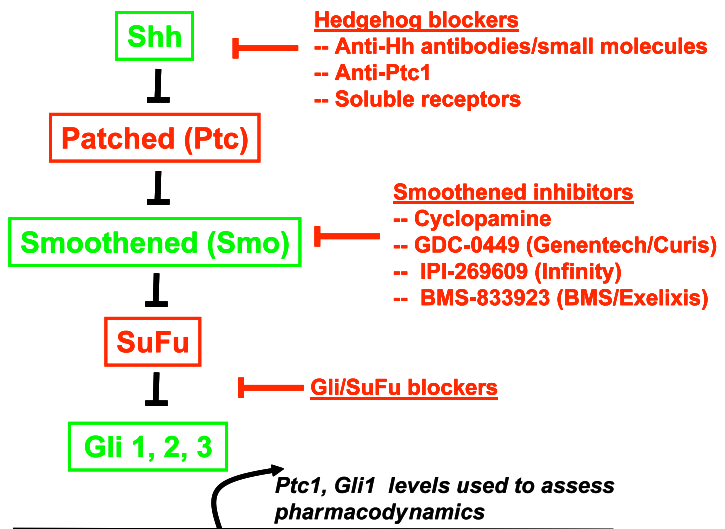 Shh
Hedgehog blockers
-- Anti-Hh antibodies/small molecules
-- Anti-Ptc1
-- Soluble receptors
Patched (Ptc)
Smoothened inhibitors
-- Cyclopamine
-- GDC-0449 (Genentech/Curis)
-- IPI-269609 (Infinity)
-- BMS-833923 (BMS/Exelixis)
Smoothened (Smo)
SuFu
Gli/SuFu blockers
Gli 1, 2, 3
Ptc1, Gli1 levels used to assess
pharmacodynamics